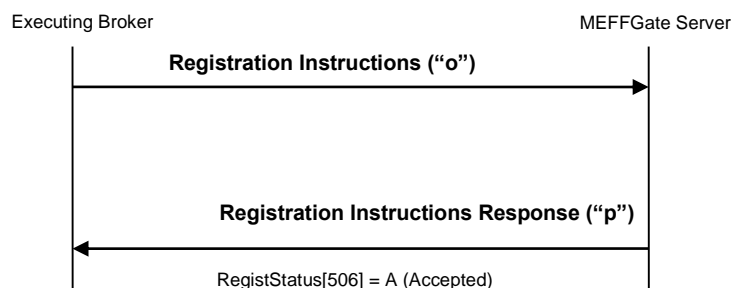 Executing Broker
MEFFGate Server
Registration Instructions (“o”)
Registration Instructions Response (“p”)
RegistStatus[506] = A (Accepted)